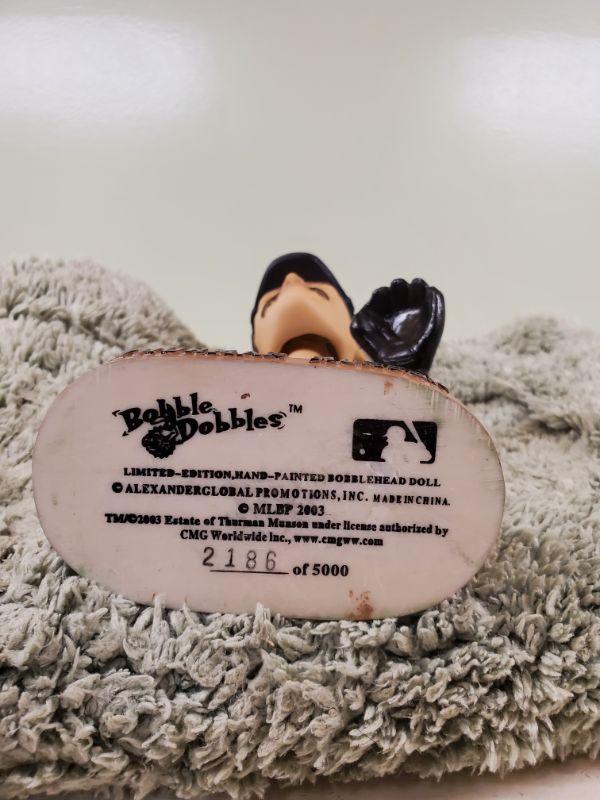 Bobble Dobbles™
LIMITED-EDITION,HAND-PAINTED BOBBLEHEAD DOLL
© ALEXANDERGLOBAL PROMOTIONS, INC. MADE IN CHINA.
© MLBP 2003
TM/©2003 Estate of Thurman Munson under license authorized by
CMG Worldwide Inc., www.cmgww.com
2186 of 5000